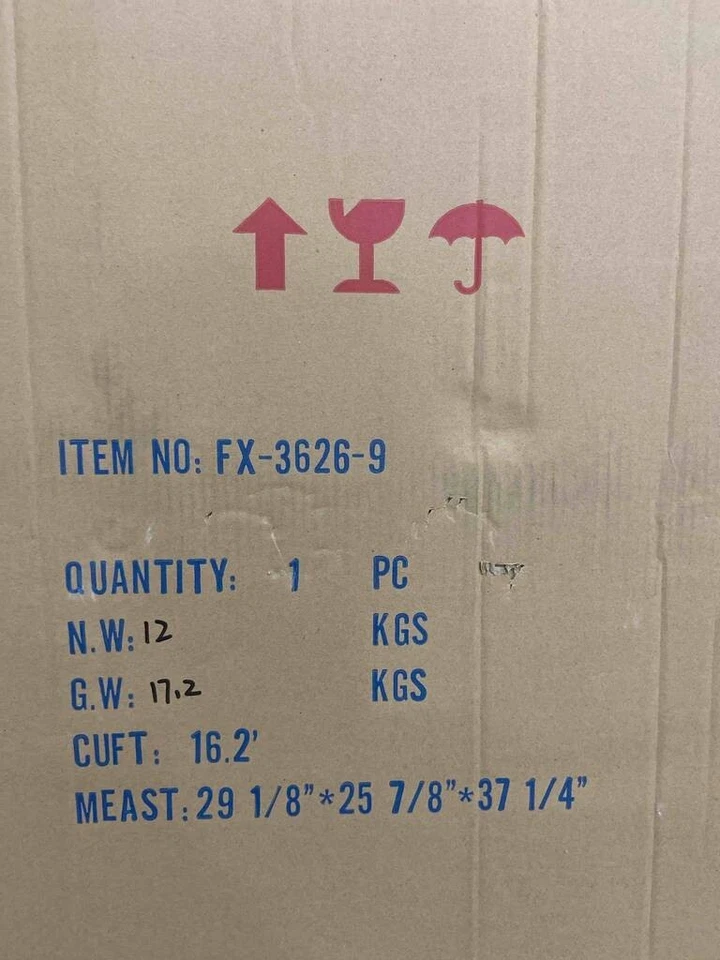 ITEM NO: FX-3626-9
QUANTITY: 1 PC
N.W: 12 KGS
G.W: 17.2 KGS
CUFT: 16.2'
MEAST: 29 1/8"*25 7/8"*37 1/4"